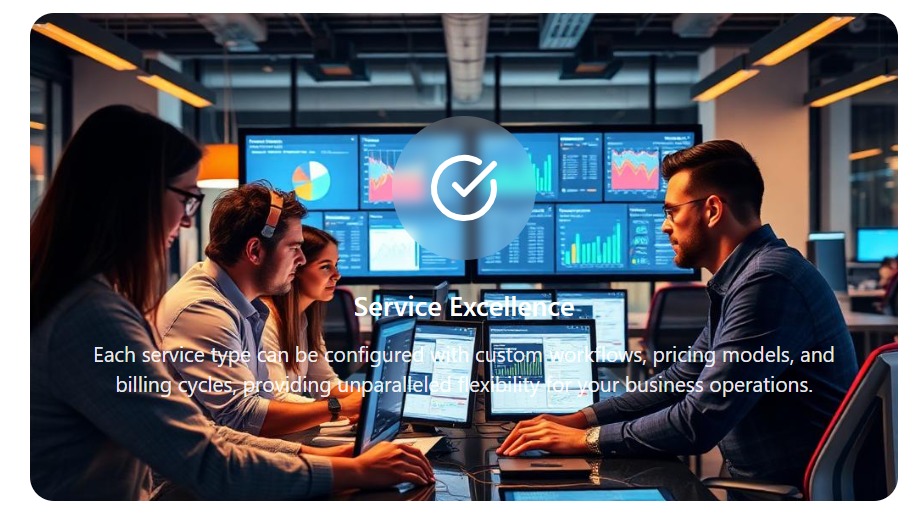 Service Excellence
Each service type can be configured with custom workflows, pricing models, and
billing cycles, providing unparalleled flexibility for your business operations.